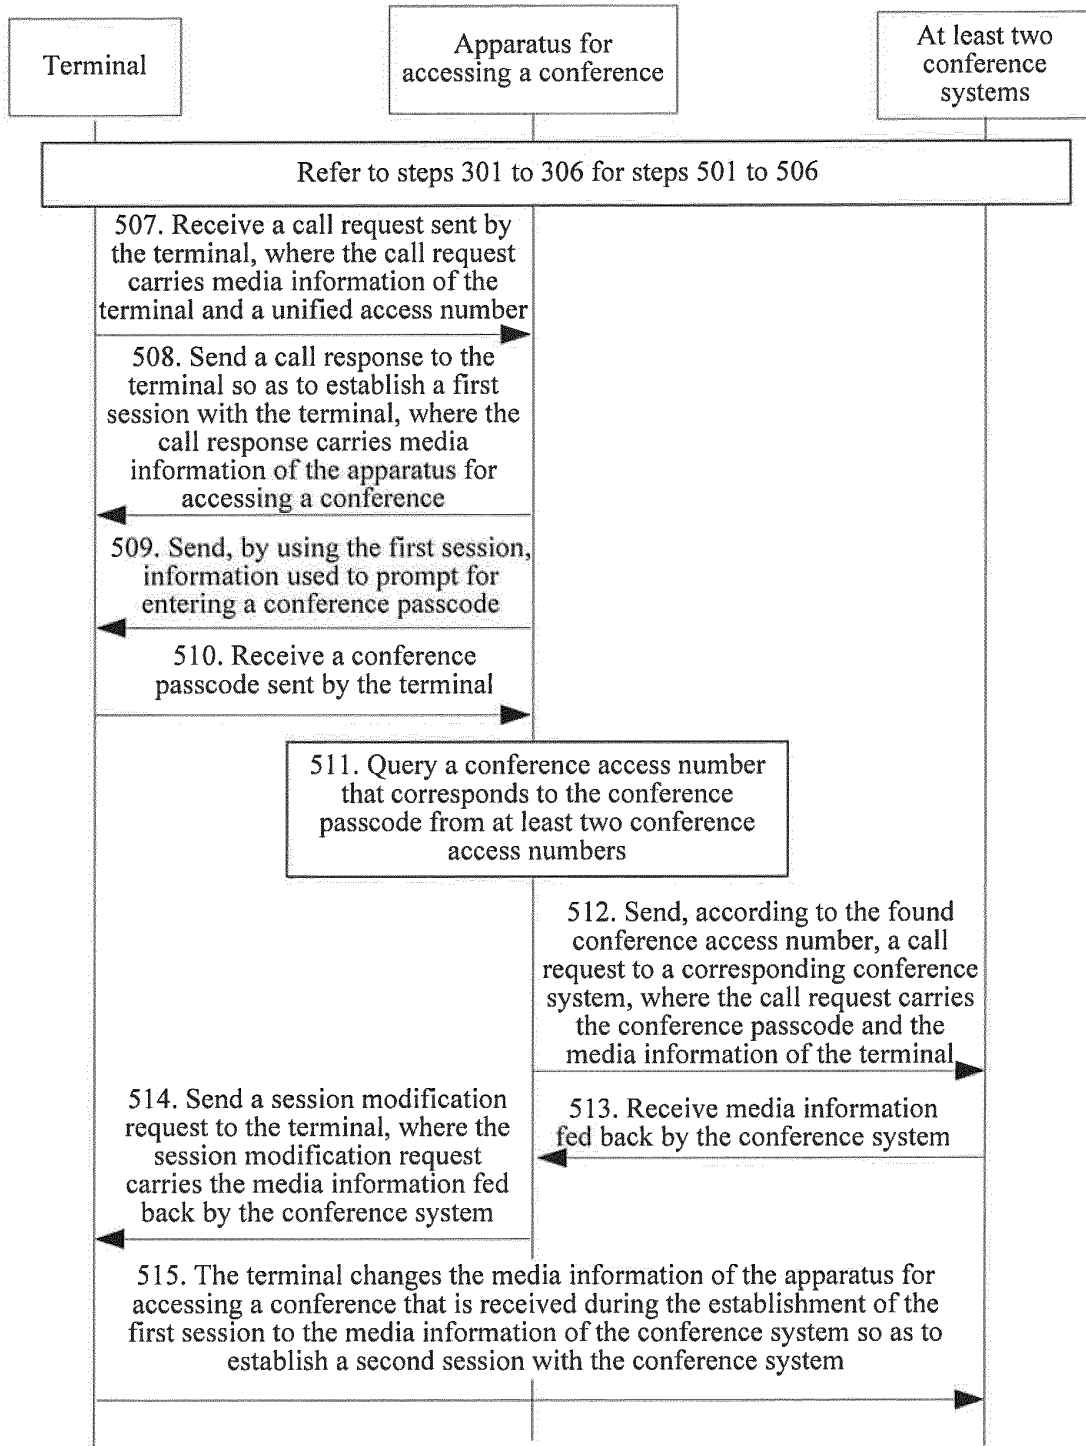 Terminal
Apparatus for
accessing a conference
At least two
conference
systems
Refer to steps 301 to 306 for steps 501 to 506
507. Receive a call request sent by
the terminal, where the call request
carries media information of the
terminal and a unified access number
508. Send a call response to the
terminal so as to establish a first
session with the terminal, where the
call response carries media
information of the apparatus for
accessing a conference
509. Send, by using the first session,
information used to prompt for
entering a conference passcode
510. Receive a conference
passcode sent by the terminal
511. Query a conference access number
that corresponds to the conference
passcode from at least two conference
access numbers
512. Send, according to the found
conference access number, a call
request to a corresponding conference
system, where the call request carries
the conference passcode and the
media information of the terminal
513. Receive media information
fed back by the conference system
514. Send a session modification
request to the terminal, where the
session modification request
carries the media information fed
back by the conference system
515. The terminal changes the media information of the apparatus for
accessing a conference that is received during the establishment of the
first session to the media information of the conference system so as to
establish a second session with the conference system